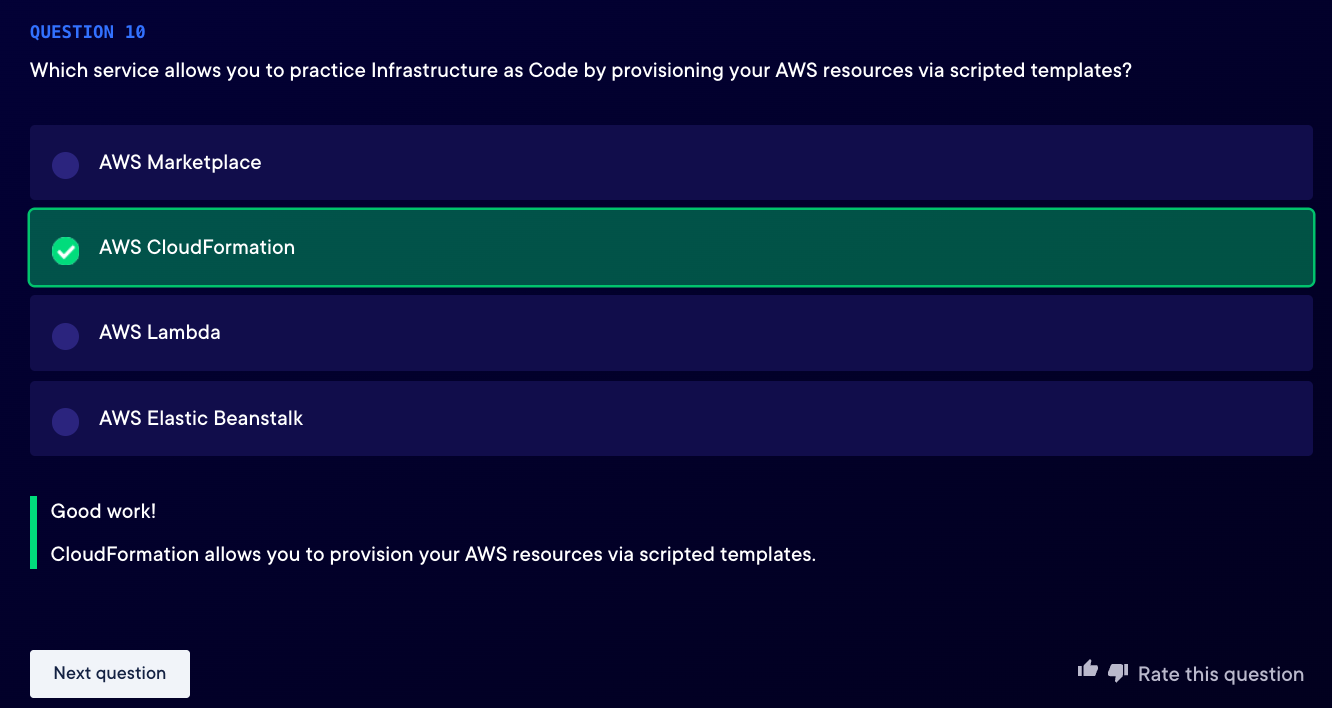 QUESTION 10
Which service allows you to practice Infrastructure as Code by provisioning your AWS resources via scripted templates?
AWS Marketplace
AWS CloudFormation
AWS Lambda
AWS Elastic Beanstalk
Good work!
CloudFormation allows you to provision your AWS resources via scripted templates.
Next question
Rate this question